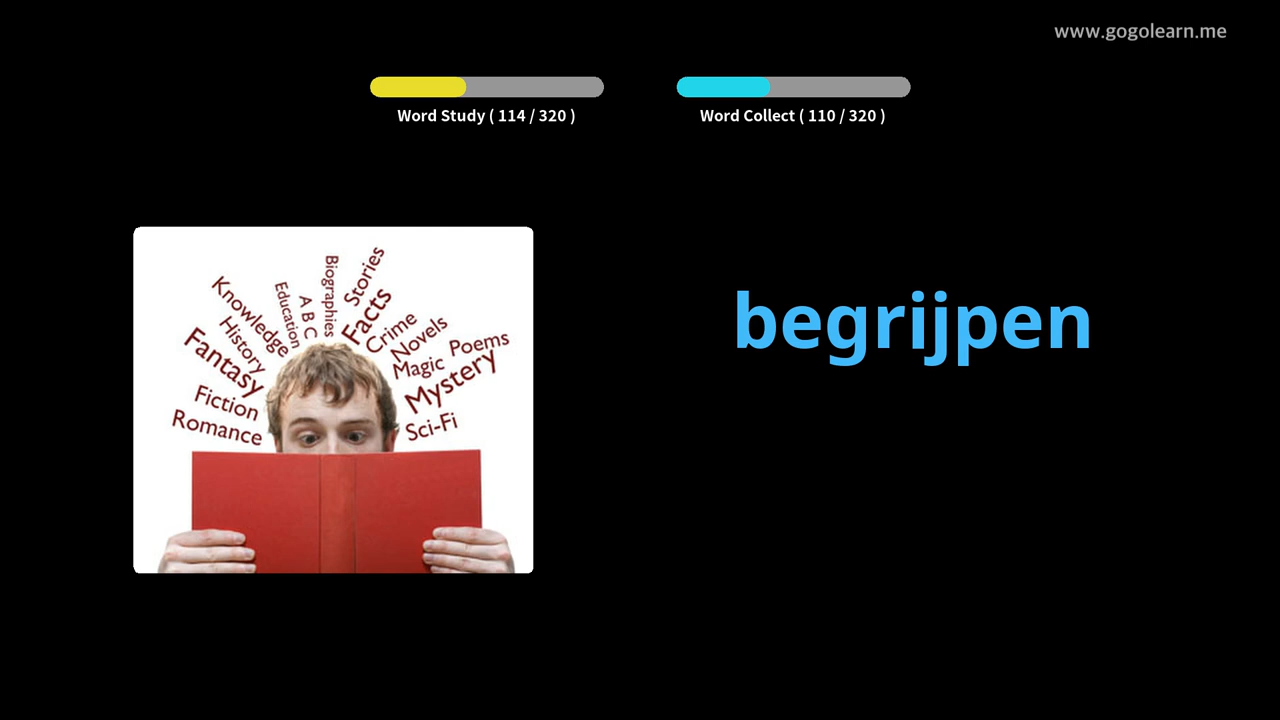 www.gogolearn.me
Word Study ( 114 / 320 )
Word Collect ( 110 / 320 )
begrijpen
Knowledge
Education
A B C
Biographies
Stories
Facts
History
Crime
Novels
Poems
Fantasy
Magic
Mystery
Fiction
Romance
Sci-Fi